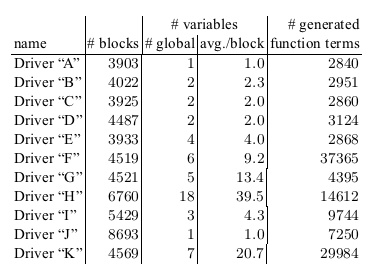 # variables # generated
name # blocks # global avg./block function terms
Driver “A” 3903 1 1.0 2840
Driver “B” 4022 2 2.3 2951
Driver “C” 3925 2 2.0 2860
Driver “D” 4487 2 2.0 3124
Driver “E” 3933 4 4.0 2868
Driver “F” 4519 6 9.2 37365
Driver “G” 4521 5 13.4 4395
Driver “H” 6760 18 39.5 14612
Driver “I” 5429 3 4.3 9744
Driver “J” 8693 1 1.0 7250
Driver “K” 4569 7 20.7 29984